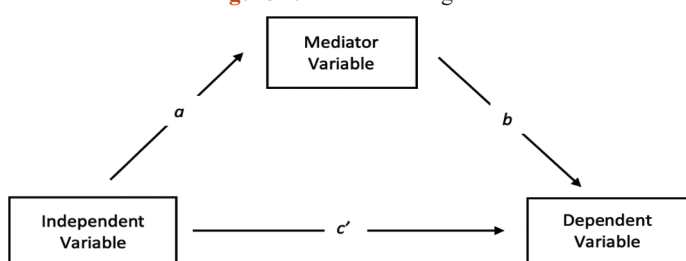 Mediator
Variable
a
b
Independent
Variable
c'
Dependent
Variable